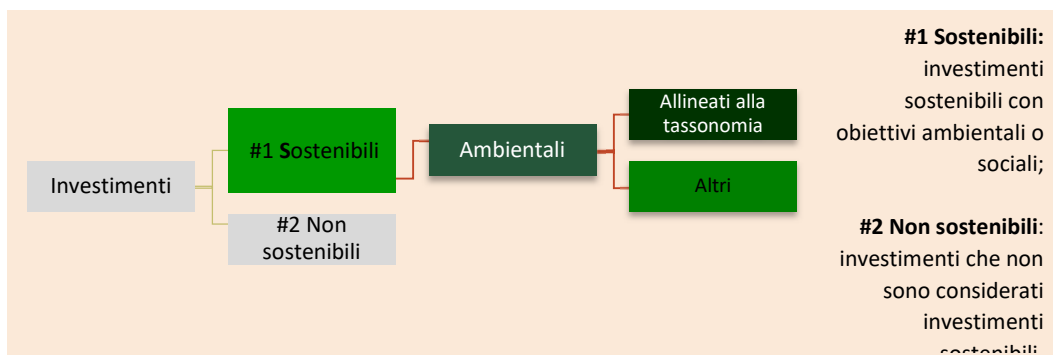 Investimenti
#1 Sostenibili
#2 Non
sostenibili
Ambientali
Allineati alla
tassonomia
Altri
#1 Sostenibili:
investimenti
sostenibili con
obiettivi ambientali o
sociali;
#2 Non sostenibili:
investimenti che non
sono considerati
investimenti
sostenibili.